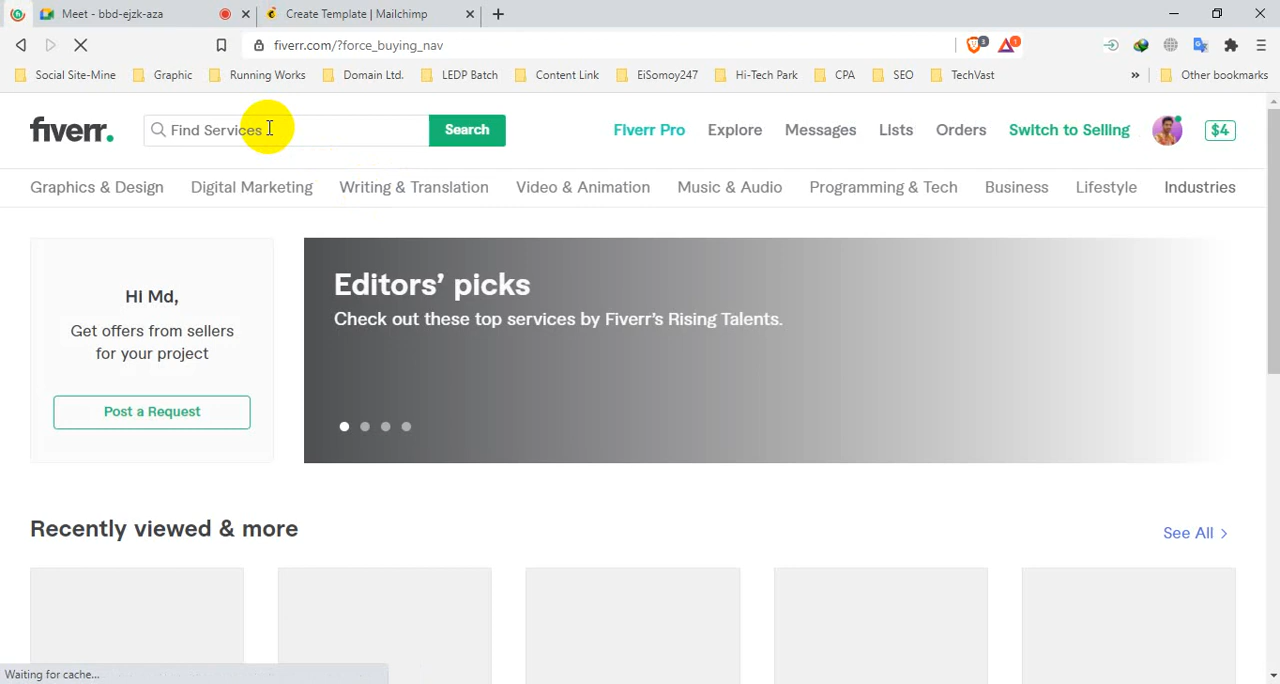 Meet - bbd-ejzk-aza
Create Template | Mailchimp
fiverr.com/?force_buying_nav
3
1
Social Site-Mine
Graphic
Running Works
Domain Ltd.
LEDP Batch
Content Link
EiSomoy247
Hi-Tech Park
CPA
SEO
TechVast
»
Other bookmarks
fiverr.
Find Services
Search
Fiverr Pro
Explore
Messages
Lists
Orders
Switch to Selling
$4
Graphics & Design
Digital Marketing
Writing & Translation
Video & Animation
Music & Audio
Programming & Tech
Business
Lifestyle
Industries
Hi Md,
Get offers from sellers
for your project
Post a Request
Editors' picks
Check out these top services by Fiverr's Rising Talents.
Recently viewed & more
See All >
Waiting for cache...